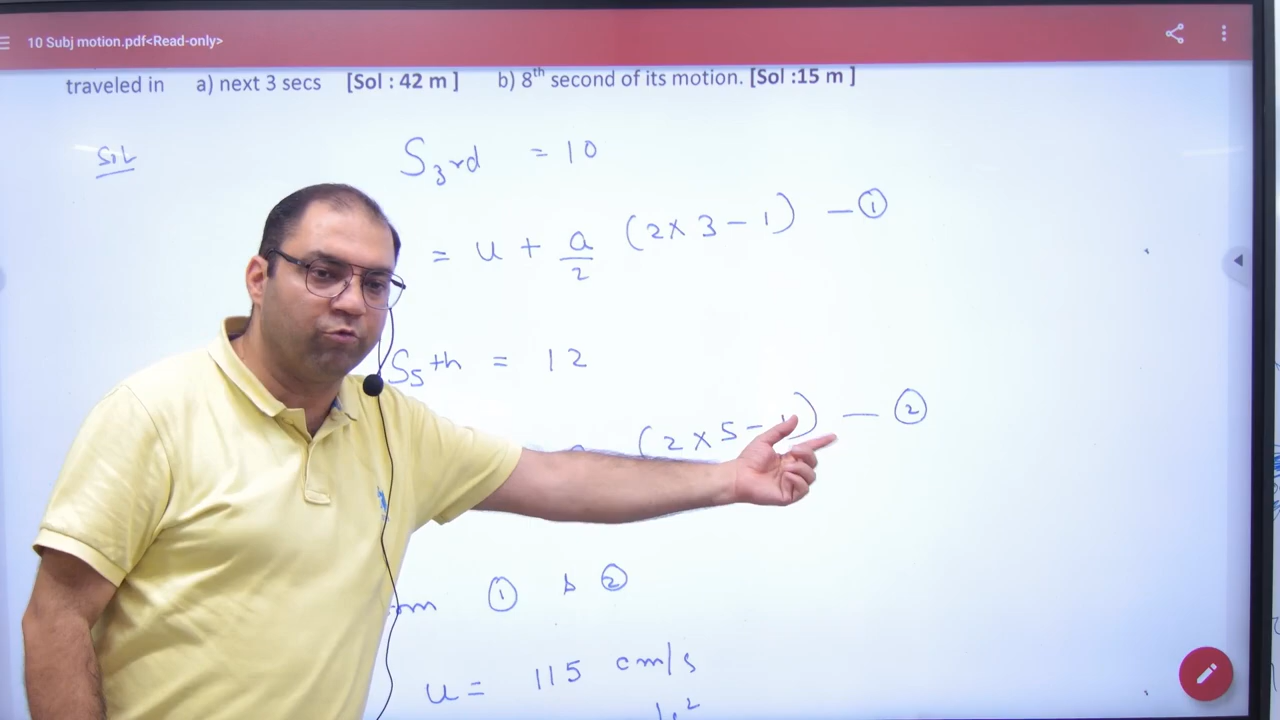 10 Subj motion.pdf<Read-only>
traveled in a) next 3 secs [Sol : 42 m ] b) 8th second of its motion. [Sol :15 m ]
Sol
S3rd = 10
= u + a/2 (2 × 3 - 1) - ①
S5th = 12
(2 × 5 - 1) - ②
① & ②
u = 115 cm/s